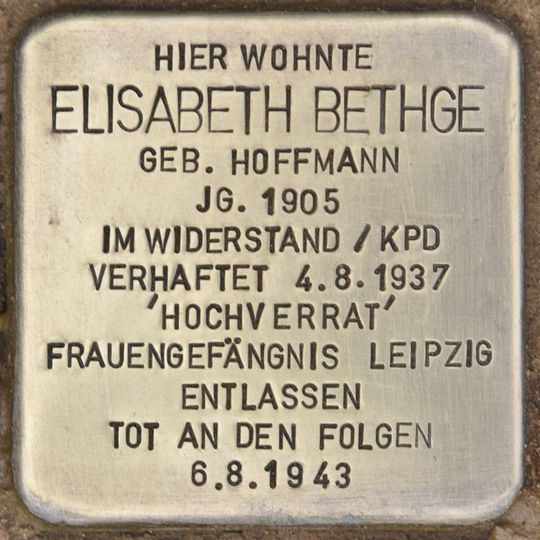 HIER WOHNTE
ELISABETH BETHGE
GEB. HOFFMANN
JG. 1905
IM WIDERSTAND / KPD
VERHAFTET 4.8.1937
'HOCHVERRAT'
FRAUENGEFÄNGNIS LEIPZIG
ENTLASSEN
TOT AN DEN FOLGEN
6.8.1943